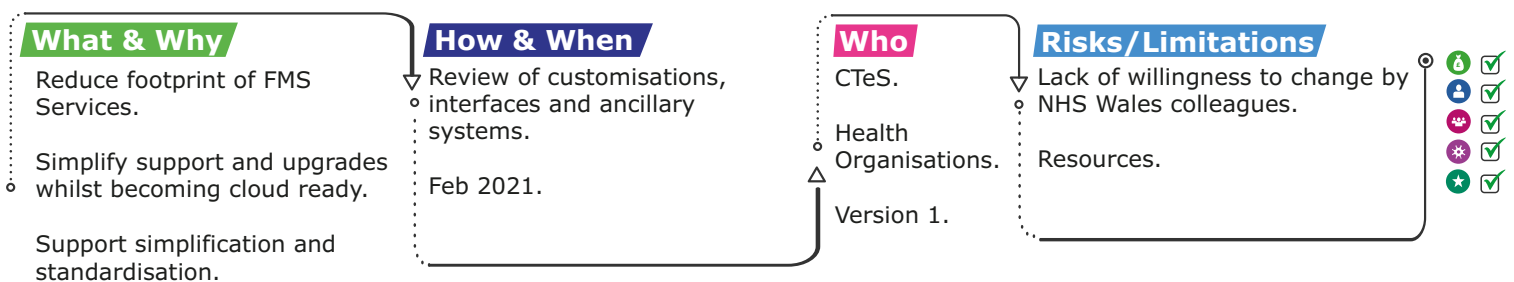 What & Why
Reduce footprint of FMS
Services.
Simplify support and upgrades
whilst becoming cloud ready.
Support simplification and
standardisation.
How & When
Review of customisations,
interfaces and ancillary
systems.
Feb 2021.
Who
CTeS.
Health
Organisations.
Version 1.
Risks/Limitations
Lack of willingness to change by
NHS Wales colleagues.
Resources.